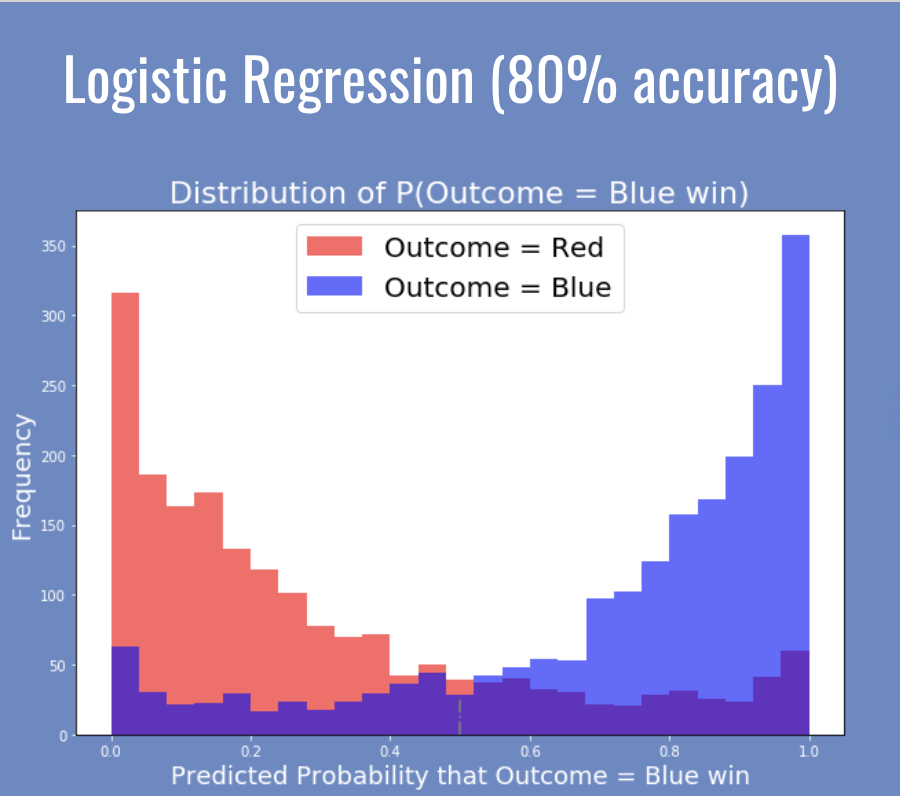 Logistic Regression (80% accuracy)
Distribution of P(Outcome = Blue win)
Outcome = Red
Outcome = Blue
Frequency
350
300
250
200
150
100
50
0
0.0 0.2 0.4 0.6 0.8 1.0
Predicted Probability that Outcome = Blue win